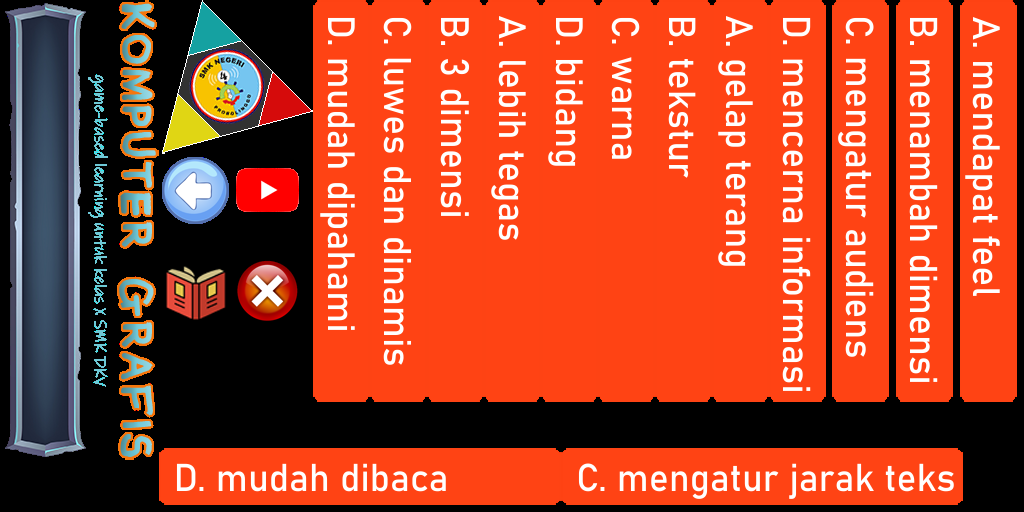 KOMPUTER GRAFIS
game-based learning untuk kelas X SMK DKV
SMK NEGERI
4
PROBOLINGGO
D. mudah dipahami
C. luwes dan dinamis
B. 3 dimensi
A. lebih tegas
D. bidang
C. warna
B. tekstur
A. gelap terang
D. mencerna informasi
C. mengatur audiens
B. menambah dimensi
A. mendapat feel
D. mudah dibaca
C. mengatur jarak teks